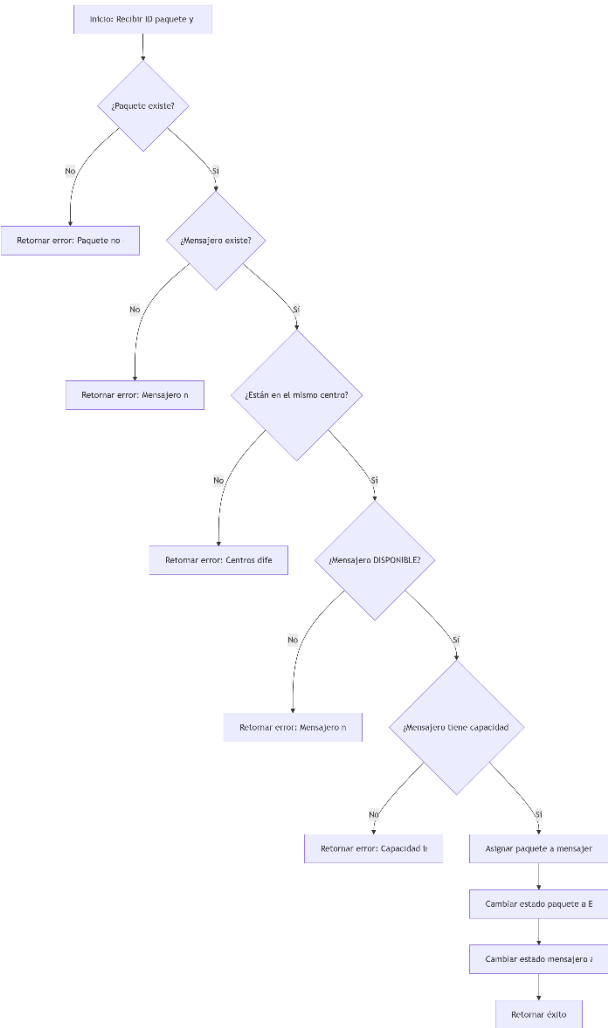 Inicio: Recibir ID paquete y
¿Paquete existe?
No
Sí
Retornar error: Paquete no
¿Mensajero existe?
No
Sí
Retornar error: Mensajero n
¿Están en el mismo centro?
No
Sí
Retornar error: Centros dife
¿Mensajero DISPONIBLE?
No
Sí
Retornar error: Mensajero n
¿Mensajero tiene capacidad
No
Sí
Retornar error: Capacidad i
Asignar paquete a mensajer
Cambiar estado paquete a E
Cambiar estado mensajero a
Retornar éxito